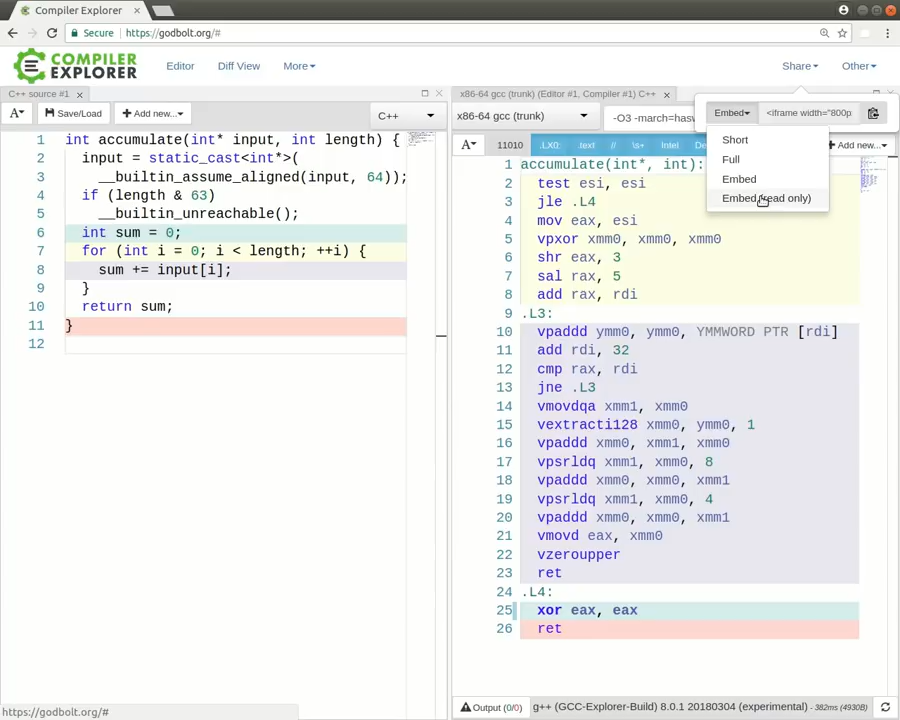 Compiler Explorer
Secure
https://godbolt.org/#
COMPILER
EXPLORER
Editor
Diff View
More
Share
Other
C++ source #1
x86-64 gcc (trunk) (Editor #1, Compiler #1) C++
A
Save/Load
Add new...
C++
x86-64 gcc (trunk)
-O3 -march=hasw
Embed
<iframe width="800p
Short
Full
Embed
Embed (read only)
A
11010
.LX0:
.text
//
\s+
Intel
De
Add new...
1 int accumulate(int* input, int length) {
2 input = static_cast<int*>(
3 __builtin_assume_aligned(input, 64));
4 if (length & 63)
5 __builtin_unreachable();
6 int sum = 0;
7 for (int i = 0; i < length; ++i) {
8 sum += input[i];
9 }
10 return sum;
11 }
12
1 accumulate(int*, int):
2 test esi, esi
3 jle .L4
4 mov eax, esi
5 vpxor xmm0, xmm0, xmm0
6 shr eax, 3
7 sal rax, 5
8 add rax, rdi
9 .L3:
10 vpaddd ymm0, ymm0, YMMWORD PTR [rdi]
11 add rdi, 32
12 cmp rax, rdi
13 jne .L3
14 vmovdqa xmm1, xmm0
15 vextracti128 xmm0, ymm0, 1
16 vpaddd xmm0, xmm1, xmm0
17 vpsrldq xmm1, xmm0, 8
18 vpaddd xmm0, xmm0, xmm1
19 vpsrldq xmm1, xmm0, 4
20 vpaddd xmm0, xmm0, xmm1
21 vmovd eax, xmm0
22 vzeroupper
23 ret
24 .L4:
25 xor eax, eax
26 ret
Output (0/0)
g++ (GCC-Explorer-Build) 8.0.1 20180304 (experimental) - 382ms (4930B)
https://godbolt.org/#